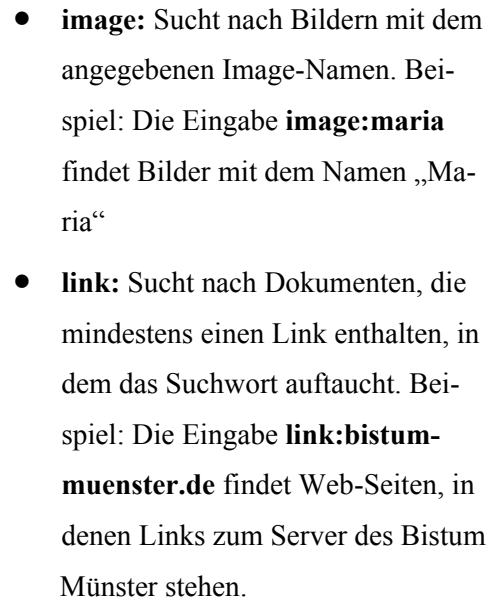 • image: Sucht nach Bildern mit dem
angegebenen Image-Namen. Bei-
spiel: Die Eingabe image:maria
findet Bilder mit dem Namen „Ma-
ria“
• link: Sucht nach Dokumenten, die
mindestens einen Link enthalten, in
dem das Suchwort auftaucht. Bei-
spiel: Die Eingabe link:bistum-
muenster.de findet Web-Seiten, in
denen Links zum Server des Bistum
Münster stehen.